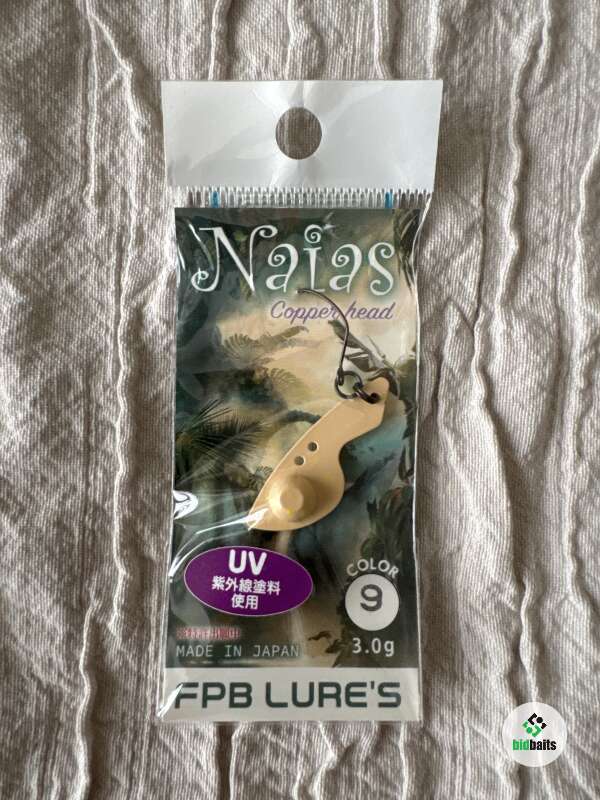 Naias
Copper head
UV
紫外線塗料
使用
COLOR
9
3.0g
MADE IN JAPAN
FPB LURE'S
bidbaits